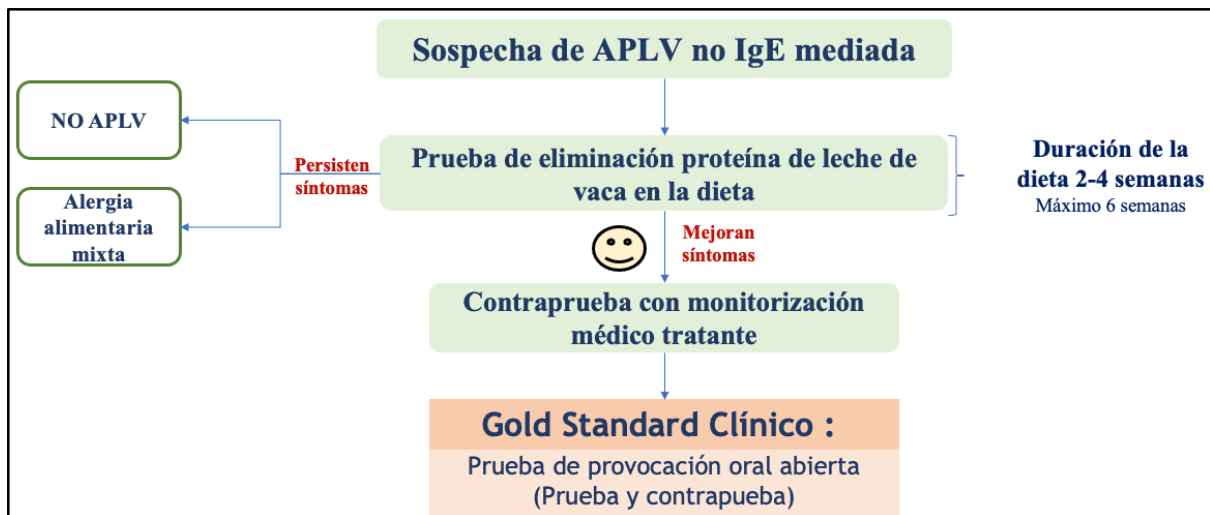 Sospecha de APLV no IgE mediada
NO APLV
Persisten
síntomas
Alergia
alimentaria
mixta
Prueba de eliminación proteína de leche de
vaca en la dieta
Duración de la
dieta 2-4 semanas
Máximo 6 semanas
Mejoran
síntomas
Contraprueba con monitorización
médico tratante
Gold Standard Clínico :
Prueba de provocación oral abierta
(Prueba y contrapueba)